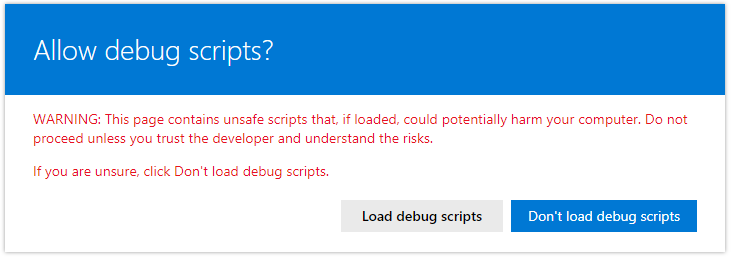 Allow debug scripts?
WARNING: This page contains unsafe scripts that, if loaded, could potentially harm your computer. Do not
proceed unless you trust the developer and understand the risks.
If you are unsure, click Don't load debug scripts.
Load debug scripts
Don't load debug scripts